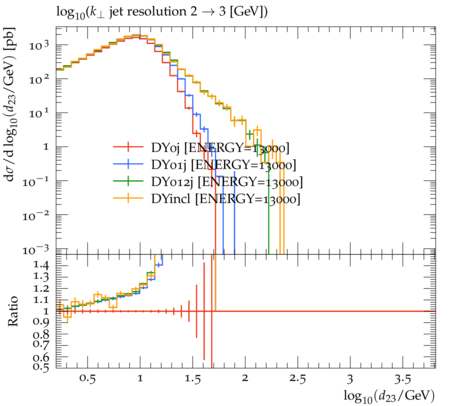 log₁₀(k⊥ jet resolution 2 → 3 [GeV])
dσ/d log₁₀(d₂₃/GeV) [pb]
10³
10²
10¹
1
10⁻¹
10⁻²
10⁻³
DY0j [ENERGY=13000]
DY01j [ENERGY=13000]
DY012j [ENERGY=13000]
DYincl [ENERGY=13000]
Ratio
1.4
1.3
1.2
1.1
1
0.9
0.8
0.7
0.6
0.5
0.5 1 1.5 2 2.5 3 3.5
log₁₀(d₂₃/GeV)